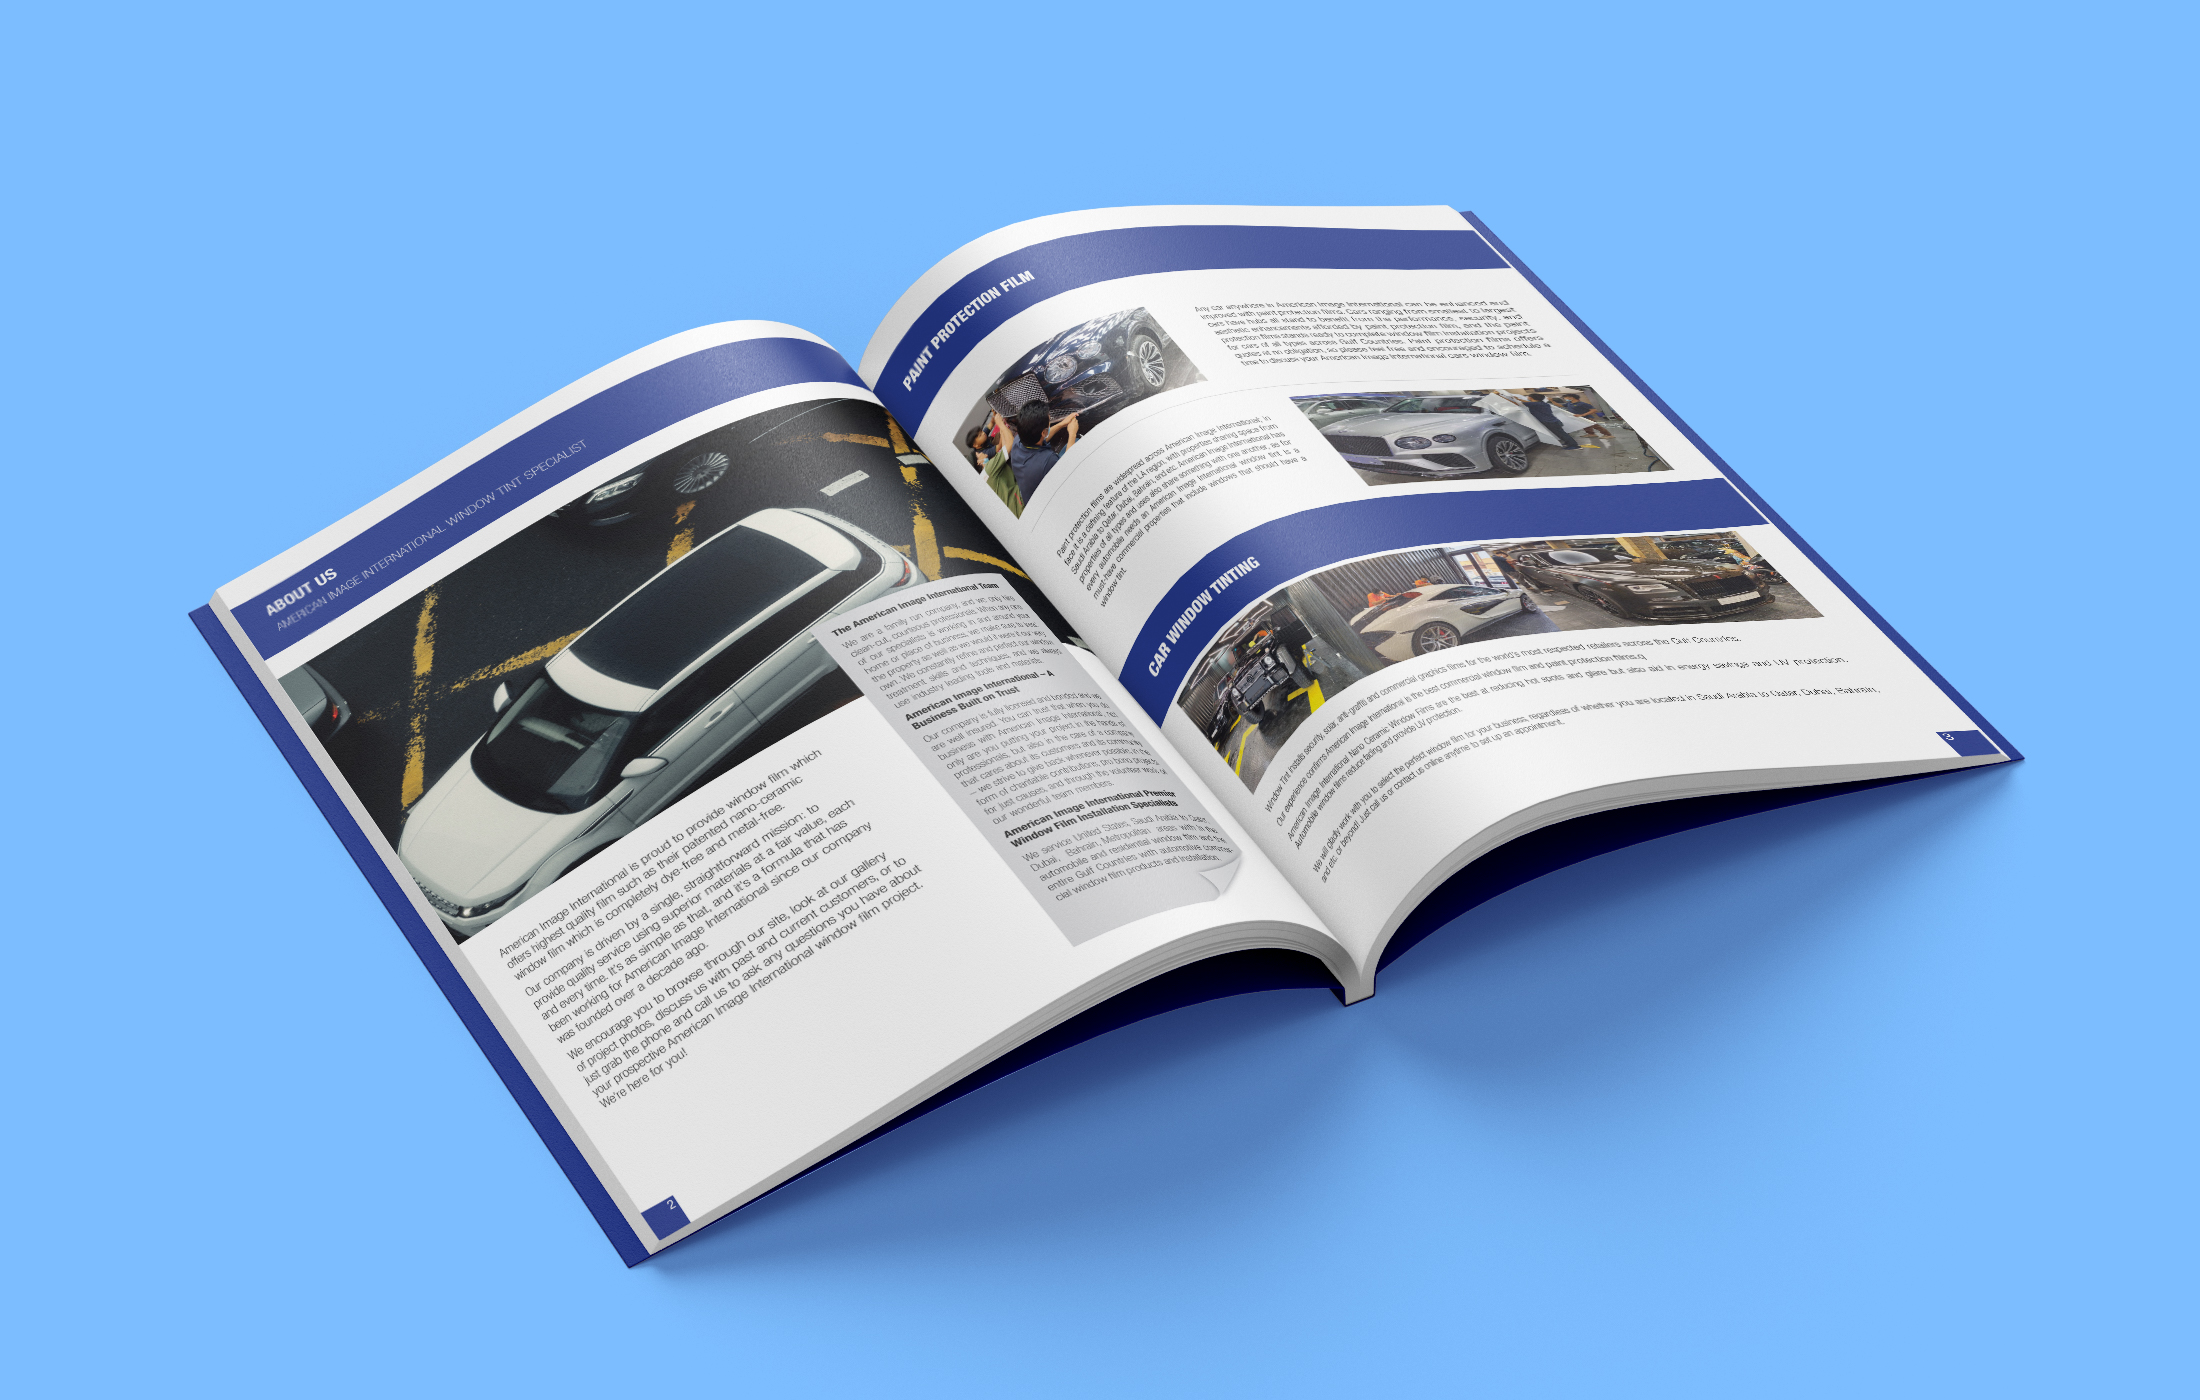 ABOUT US
AMERICAN IMAGE INTERNATIONAL WINDOW TINT SPECIALIST
American Image International is proud to provide window film which
offers highest quality film such as their patented nano-ceramic
window film which is completely dye-free and metal-free.
Our company is driven by a single, straightforward mission: to
provide quality service using superior materials at a fair value, each
and every time. It's as simple as that, and it's a formula that has
been working for American Image International since our company
was founded over a decade ago.
We encourage you to browse through our site, look at our gallery
of project photos, discuss us with past and current customers, or to
just grab the phone and call us to ask any questions you have about
your prospective American Image International window film project.
We're here for you!
2
The American Image International Team
We are a family run company, and we only hire
clean-cut, courteous professionals. When any one
of our specialists is working in and around your
home or place of business, we make sure to treat
the property as well as we would if it were our very
own. We constantly refine and perfect our window
treatment skills and techniques, and we always
use industry leading tools and materials.
American Image International – A
Business Built on Trust
Our company is fully licensed and bonded and we
are well insured. You can trust that when you do
business with American Image International, not
only are you putting your project in the hands of
professionals, but also in the care of a company
that cares about its customers and its community
– we strive to give back whenever possible, in the
form of charitable contributions, pro bono projects
for just causes, and through the volunteer work of
our wonderful team members.
American Image International Premier
Window Film Installation Specialists
We service United States, Saudi Arabia to Qatar,
Dubai, Bahrain, Metropolitan areas with
automobile and residential window film and the
entire Gulf Countries with automotive commer-
cial window film products and installation.
PAINT PROTECTION FILM
Any car anywhere in American Image International can be enhanced and
improved with paint protection films. Cars ranging from smallest to largest
cars have hubs all stand to benefit from the performance, security, and
aesthetic enhancements afforded by paint protection film, and the paint
protection films stands ready to complete window film installation projects
for cars of all types across Gulf Countries. Paint protection films offers
quotes at no obligation, so please feel free and encouraged to schedule a
time to discuss your American Image International cars window film.
Paint protection films are widespread across American Image International; in
face it is a defining feature of the LA region, with properties sharing space from
Saudi Arabia to Qatar, Dubai, Bahrain, and etc. American Image International has
properties of all types and uses also share something with one another, as for
every automobile needs an American Image International window tint is a
must-have commercial properties that include windows that should have a
window tint.
CAR WINDOW TINTING
Window Tint installs security, solar, anti-graffiti and commercial graphics films for the world's most respected retailers across the Gulf Countries.
Our experience confirms American Image International is the best commercial window film and paint protection films.g
American Image International Nano Ceramic Window Films are the best at reducing hot spots and glare but also aid in energy savings and UV protection.
Automobile window films reduce fading and provide UV protection.
We will gladly work with you to select the perfect window film for your business, regardless of whether you are located in Saudi Arabia to Qatar, Dubai, Bahrain,
and etc. or beyond! Just call us or contact us online anytime to set up an appointment.
3